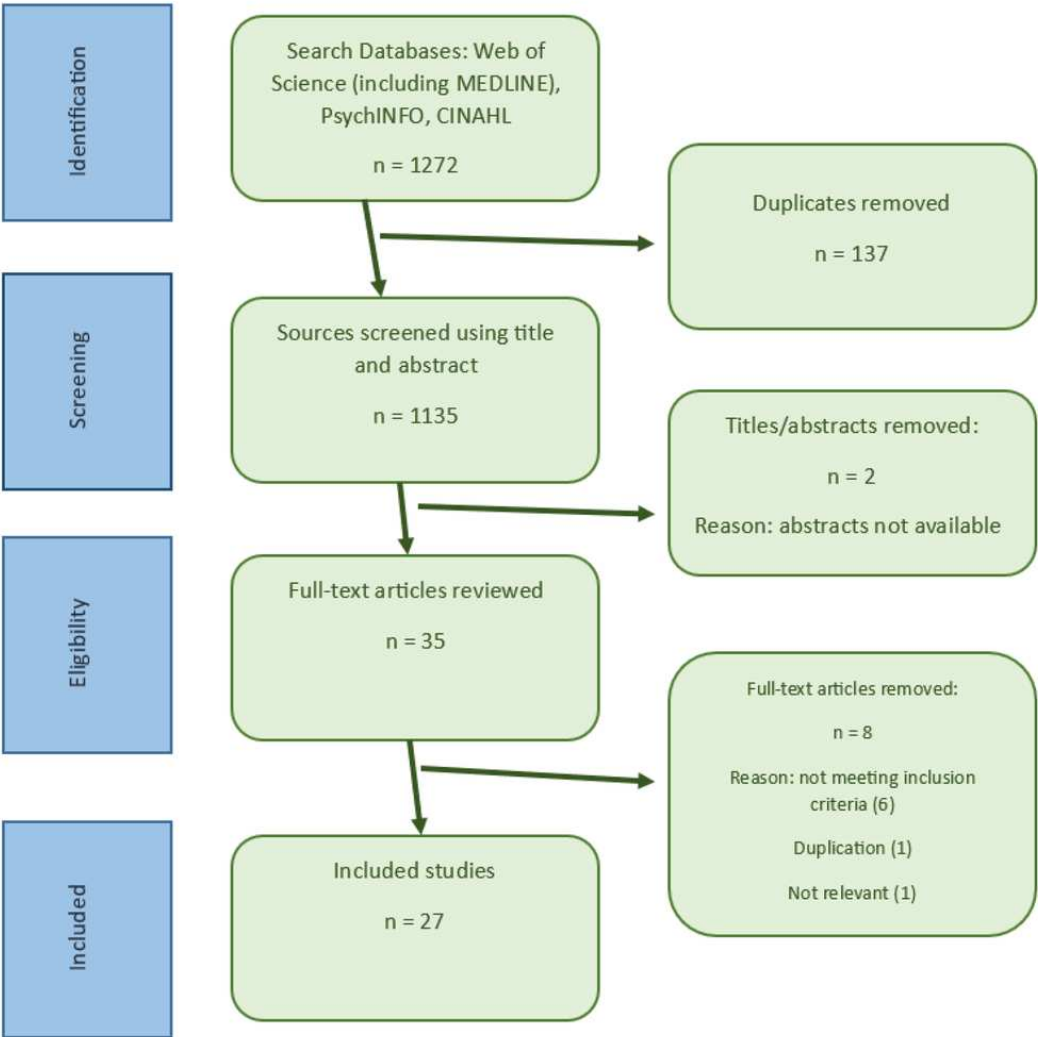 Identification
Search Databases: Web of
Science (including MEDLINE),
PsychINFO, CINAHL
n = 1272
Duplicates removed
n = 137
Screening
Sources screened using title
and abstract
n = 1135
Titles/abstracts removed:
n = 2
Reason: abstracts not available
Eligibility
Full-text articles reviewed
n = 35
Full-text articles removed:
n = 8
Reason: not meeting inclusion
criteria (6)
Duplication (1)
Not relevant (1)
Included
Included studies
n = 27